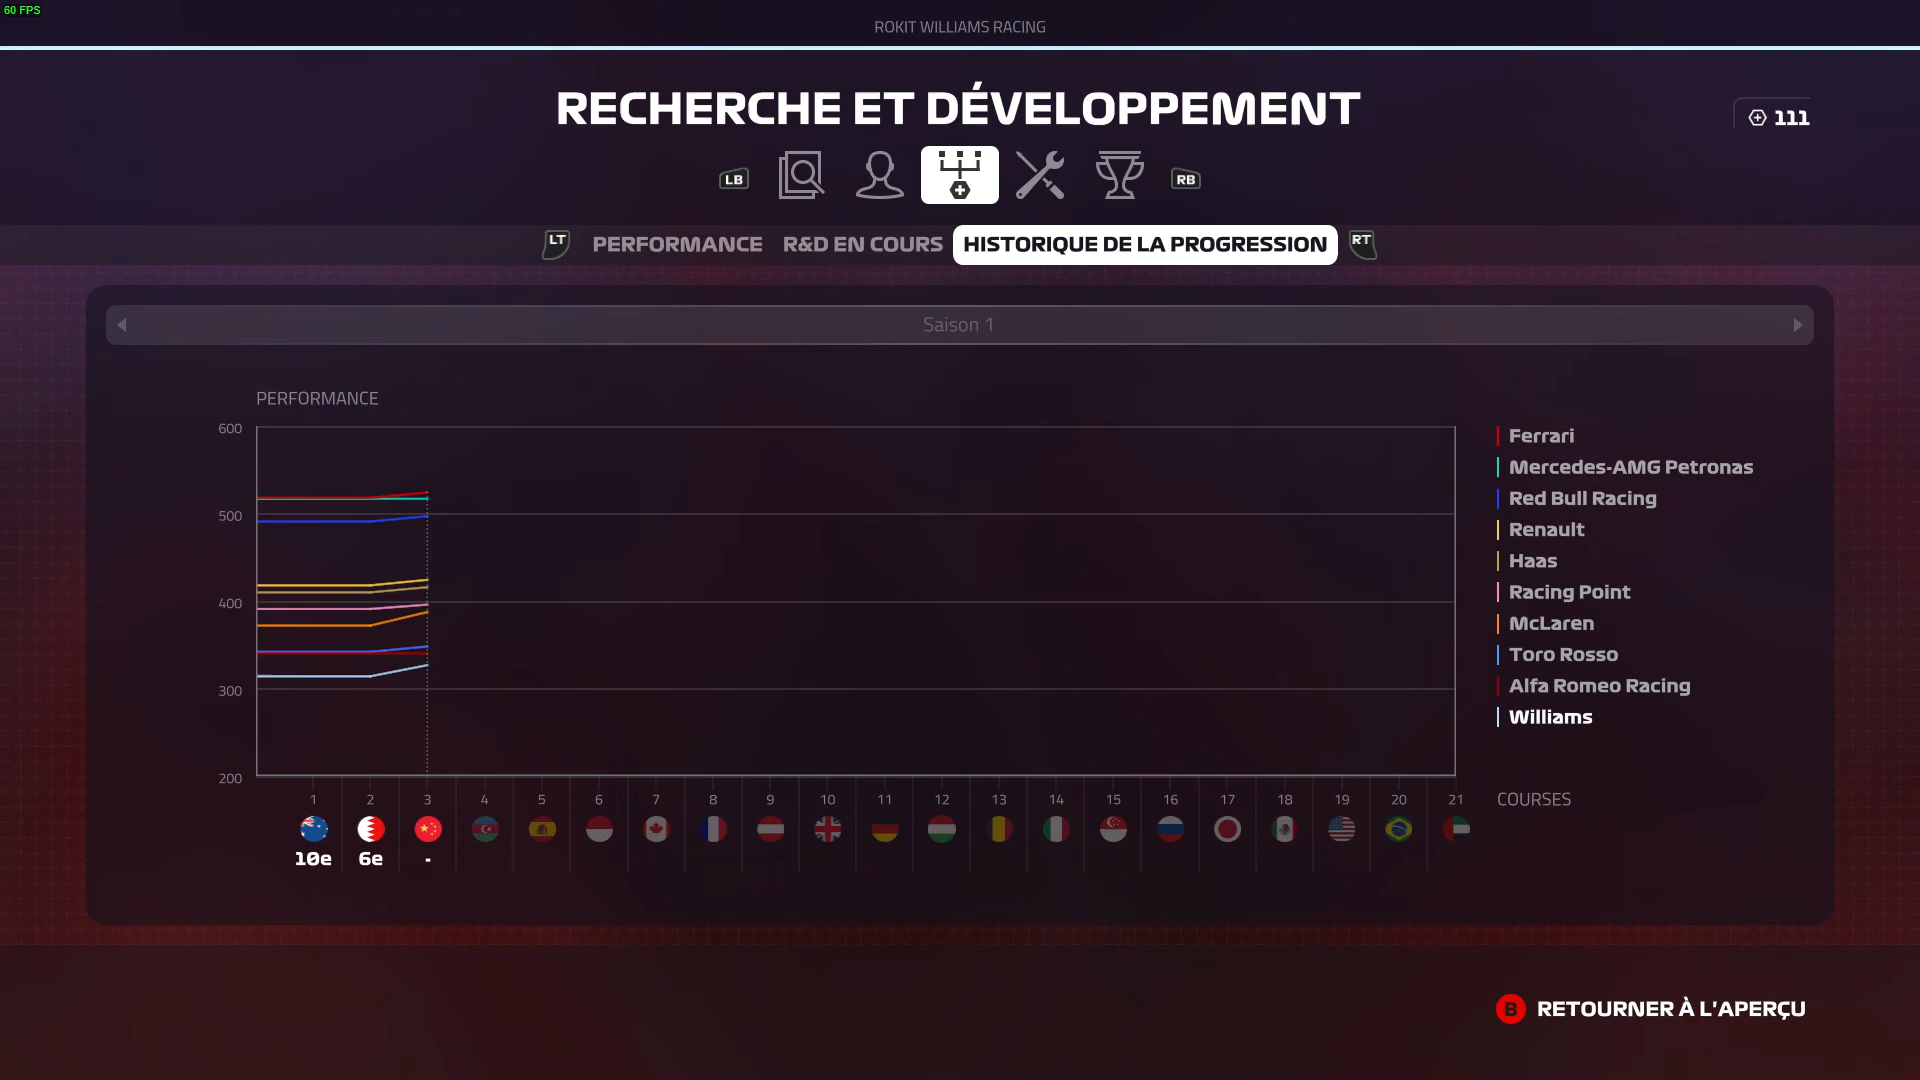 60 FPS
ROKIT WILLIAMS RACING
RECHERCHE ET DÉVELOPPEMENT
111
LB
RB
LT PERFORMANCE R&D EN COURS HISTORIQUE DE LA PROGRESSION RT
Saison 1
PERFORMANCE
600
500
400
300
200
Ferrari
Mercedes-AMG Petronas
Red Bull Racing
Renault
Haas
Racing Point
McLaren
Toro Rosso
Alfa Romeo Racing
Williams
1 2 3 4 5 6 7 8 9 10 11 12 13 14 15 16 17 18 19 20 21 COURSES
10e 6e -
B RETOURNER À L'APERÇU